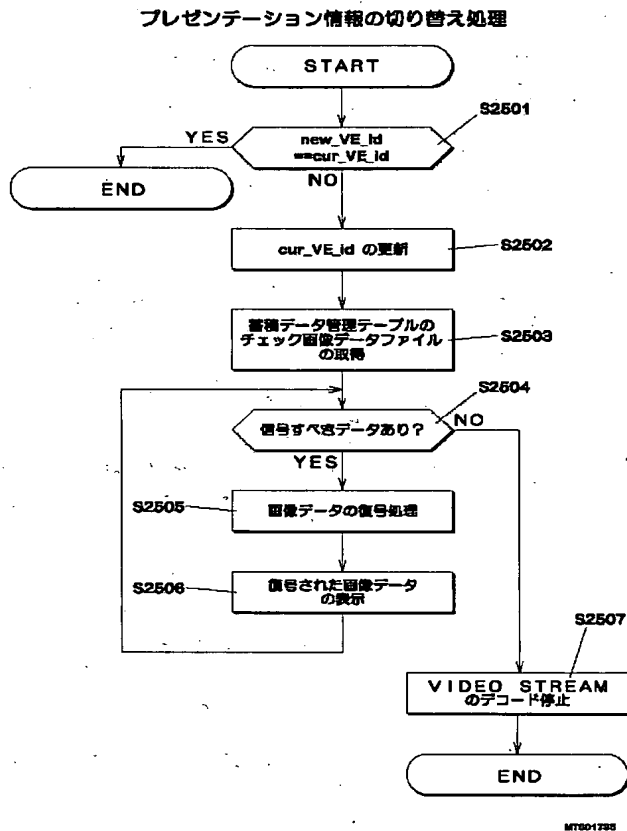 プレゼンテーション情報の切り替え処理
START
S2501
YES
new_VE_id
==cur_VE_id
END
NO
cur_VE_id の更新
S2502
蓄積データ管理テーブルの
チェック画像データファイル
の取得
S2503
S2504
信号すべきデータあり？
NO
YES
S2505
画像データの復号処理
S2506
復号された画像データ
の表示
S2507
VIDEO STREAM
のデコード停止
END
MT601785